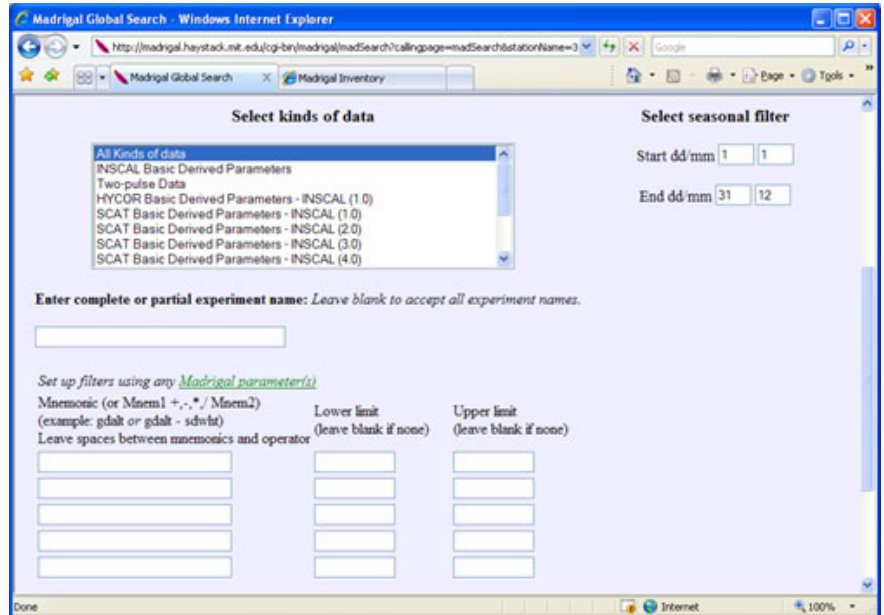 Madrigal Global Search - Windows Internet Explorer
http://madrigal.haystack.mit.edu/cgi-bin/madrigal/madSearch?callingpage=madSearch&stationName=3
Google
Madrigal Global Search X Madrigal Inventory
Page Tools »
Select kinds of data
Select seasonal filter
All Kinds of data
INSCAL Basic Derived Parameters
Two-pulse Data
HYCOR Basic Derived Parameters - INSCAL (1.0)
SCAT Basic Derived Parameters - INSCAL (1.0)
SCAT Basic Derived Parameters - INSCAL (2.0)
SCAT Basic Derived Parameters - INSCAL (3.0)
SCAT Basic Derived Parameters - INSCAL (4.0)
Start dd/mm 1 1
End dd/mm 31 12
Enter complete or partial experiment name: Leave blank to accept all experiment names.
Set up filters using any Madrigal parameter(s)
Mnemonic (or Mnem1 +,-,*,/ Mnem2)
(example: gdalt or gdalt - sdwht)
Leave spaces between mnemonics and operator
Lower limit
(leave blank if none)
Upper limit
(leave blank if none)
Done
Internet
100%